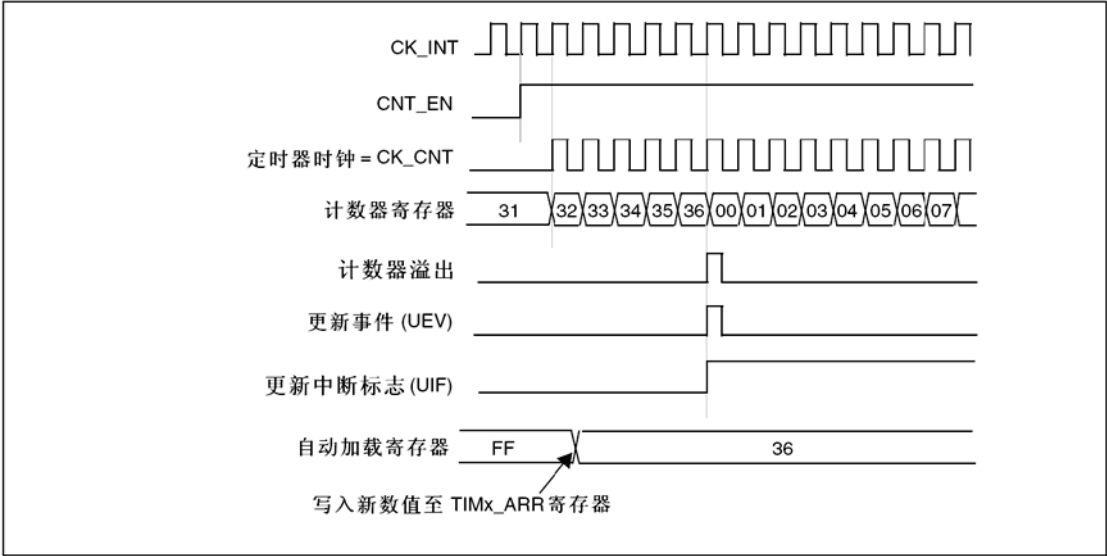 CK_INT
CNT_EN
定时器时钟 = CK_CNT
计数器寄存器 31 32 33 34 35 36 00 01 02 03 04 05 06 07
计数器溢出
更新事件 (UEV)
更新中断标志 (UIF)
自动加载寄存器 FF 36
写入新数值至 TIMx_ARR寄存器